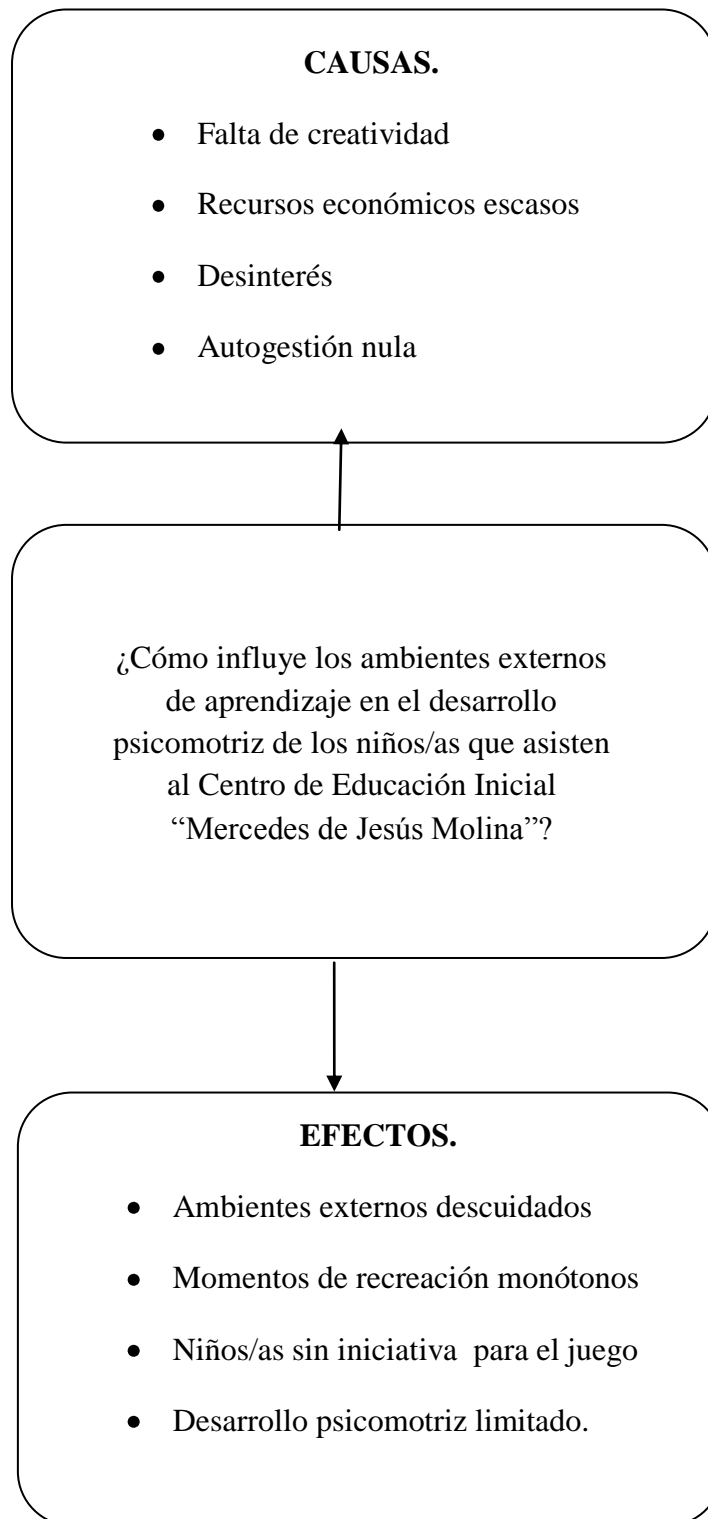 CAUSAS.
• Falta de creatividad
• Recursos económicos escasos
• Desinterés
• Autogestión nula
¿Cómo influye los ambientes externos
de aprendizaje en el desarrollo
psicomotriz de los niños/as que asisten
al Centro de Educación Inicial
“Mercedes de Jesús Molina”?
EFECTOS.
• Ambientes externos descuidados
• Momentos de recreación monótonos
• Niños/as sin iniciativa  para el juego
• Desarrollo psicomotriz limitado.